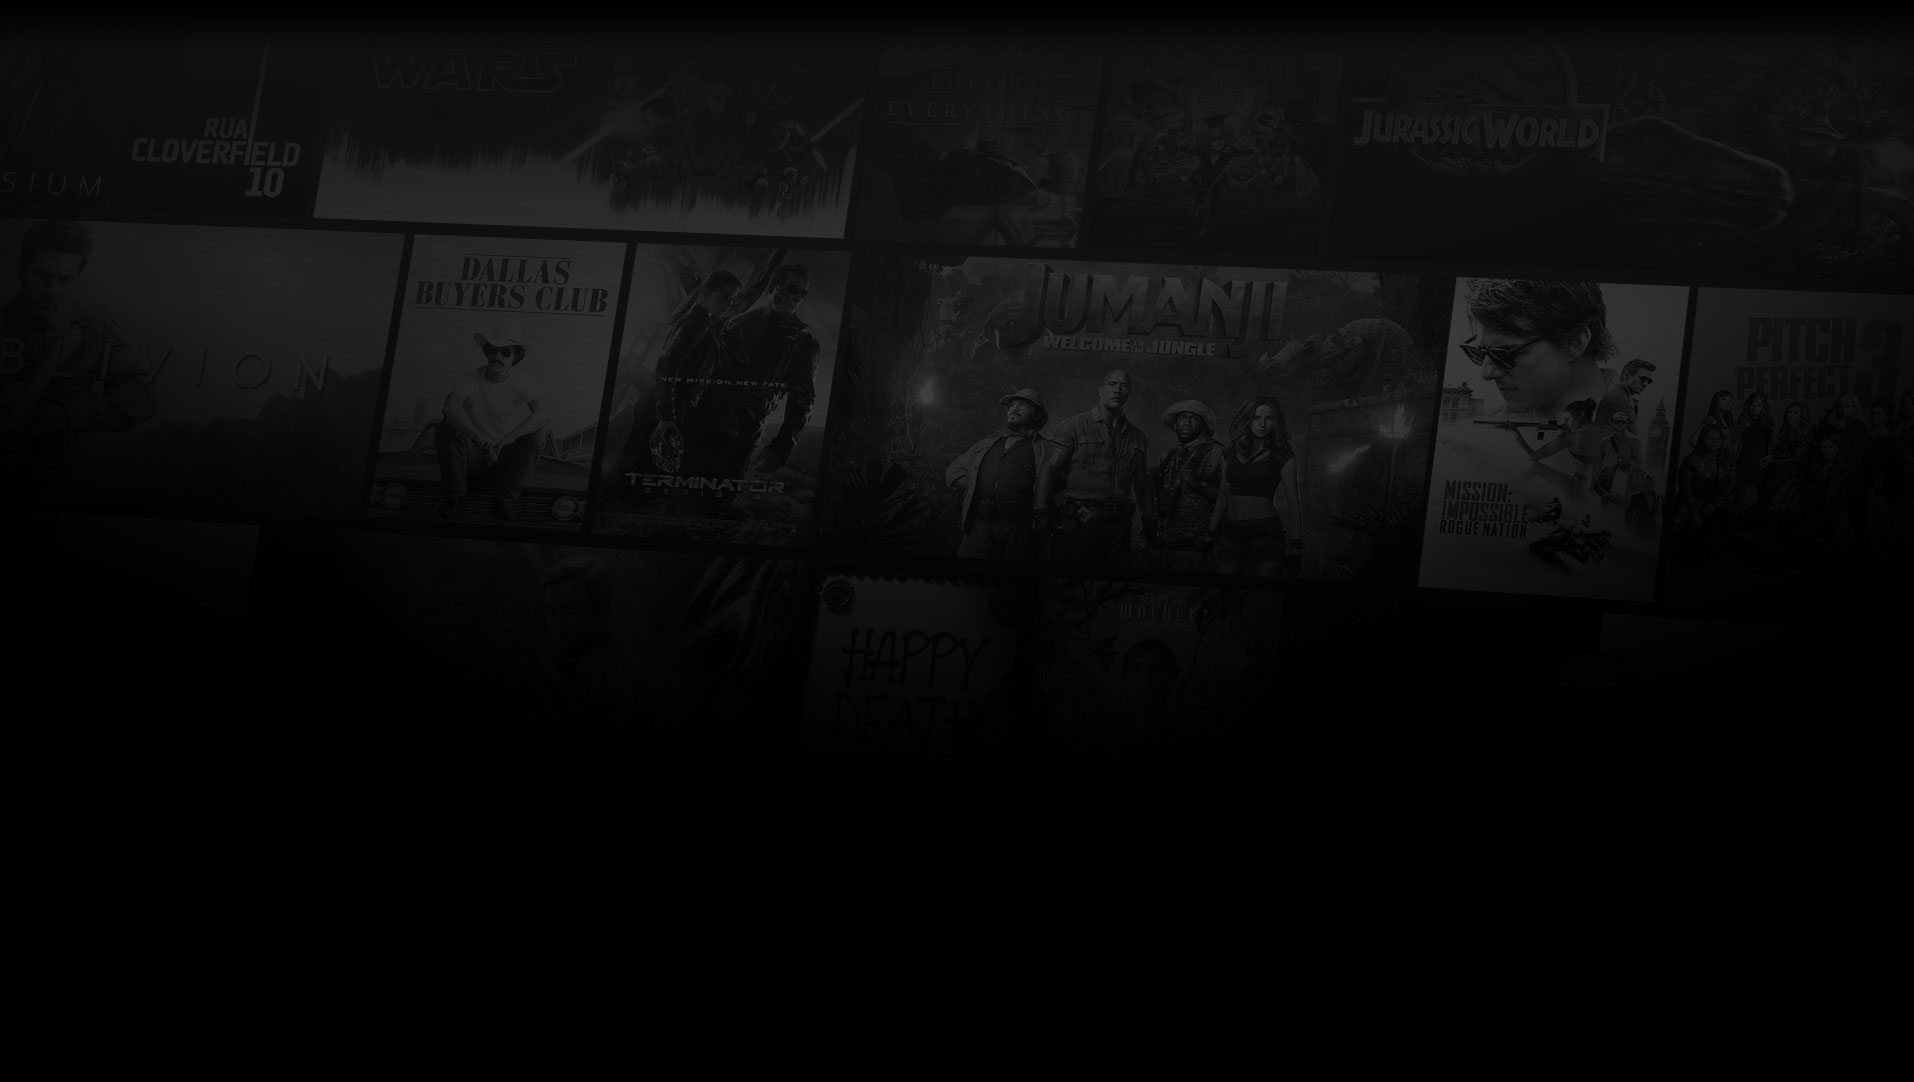 WARS
THEORY
EVERYTHING
JURASSIC WORLD
RUA
CLOVERFIELD
10
SIUM
DALLAS
BUYERS CLUB
JUMANJI
WELCOME TO THE JUNGLE
PITCH
PERFECT 3
BLIVION
NEW MISSION. NEW FATE.
TERMINATOR
GENISYS
MISSION:
IMPOSSIBLE
ROGUE NATION
mother!
HAPPY
DEATH